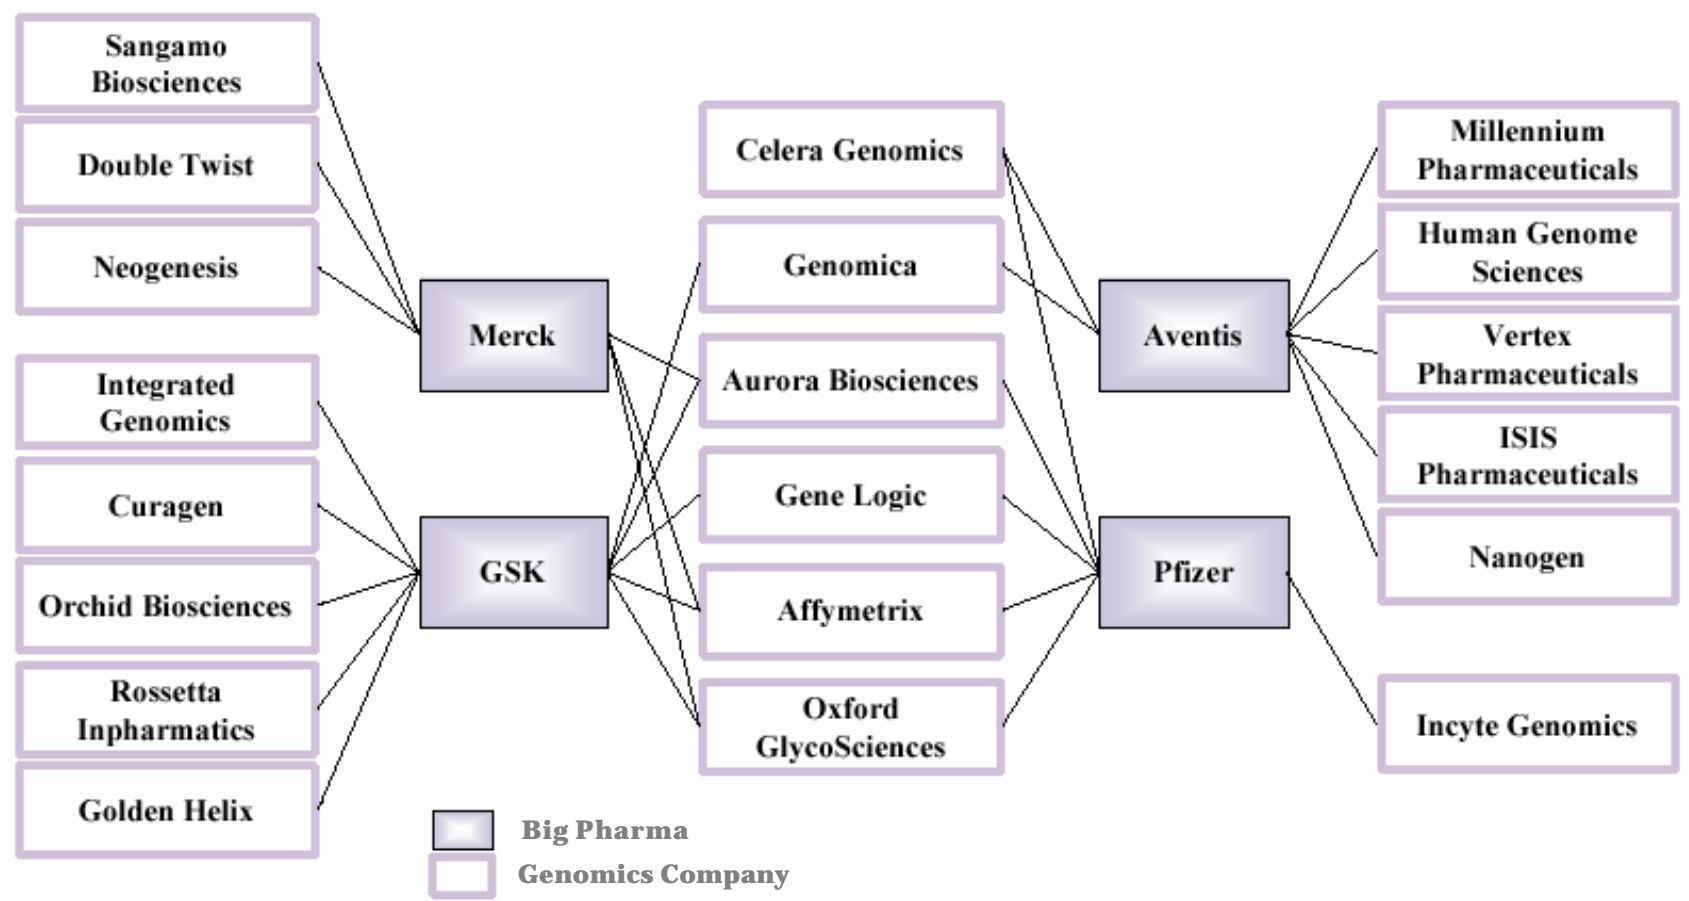 Sangamo
Biosciences
Double Twist
Neogenesis
Integrated
Genomics
Curagen
Orchid Biosciences
Rossetta
Inpharmatics
Golden Helix
Merck
GSK
Celera Genomics
Genomica
Aurora Biosciences
Gene Logic
Affymetrix
Oxford
GlycoSciences
Aventis
Pfizer
Millennium
Pharmaceuticals
Human Genome
Sciences
Vertex
Pharmaceuticals
ISIS
Pharmaceuticals
Nanogen
Incyte Genomics
Big Pharma
Genomics Company